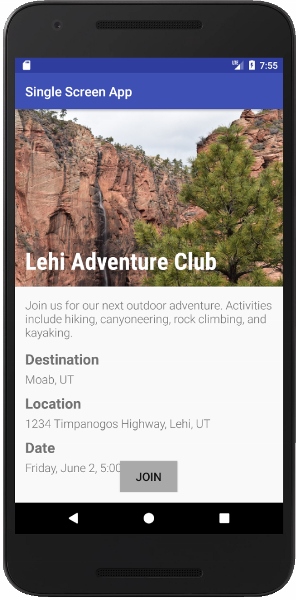 7:55
Single Screen App
Lehi Adventure Club
Join us for our next outdoor adventure. Activities
include hiking, canyoneering, rock climbing, and
kayaking.
Destination
Moab, UT
Location
1234 Timpanogos Highway, Lehi, UT
Date
Friday, June 2, 5:00
JOIN